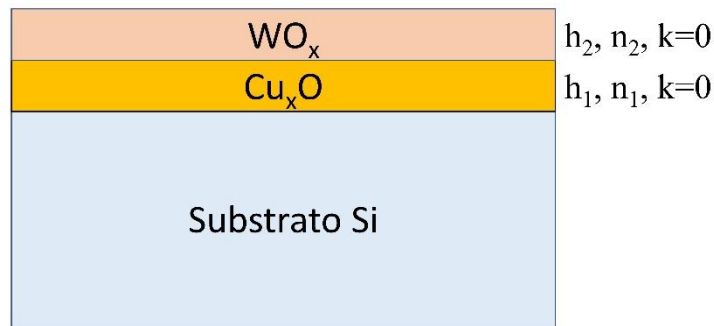 WOₓ h₂, n₂, k=0
CuₓO h₁, n₁, k=0
Substrato Si